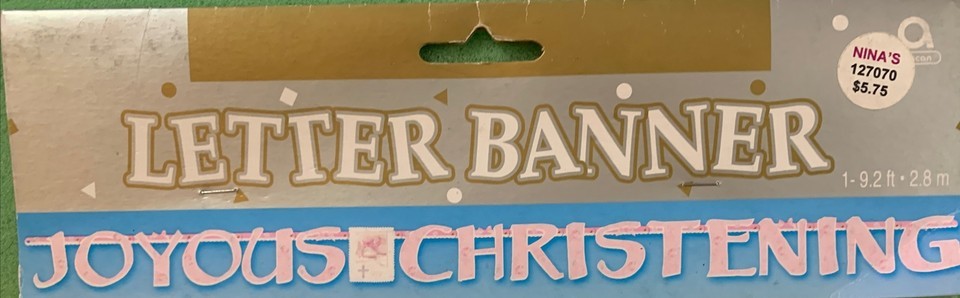 NINA'S
127070
$5.75
LETTER BANNER
1- 9.2 ft • 2.8 m
JOYOUS CHRISTENING